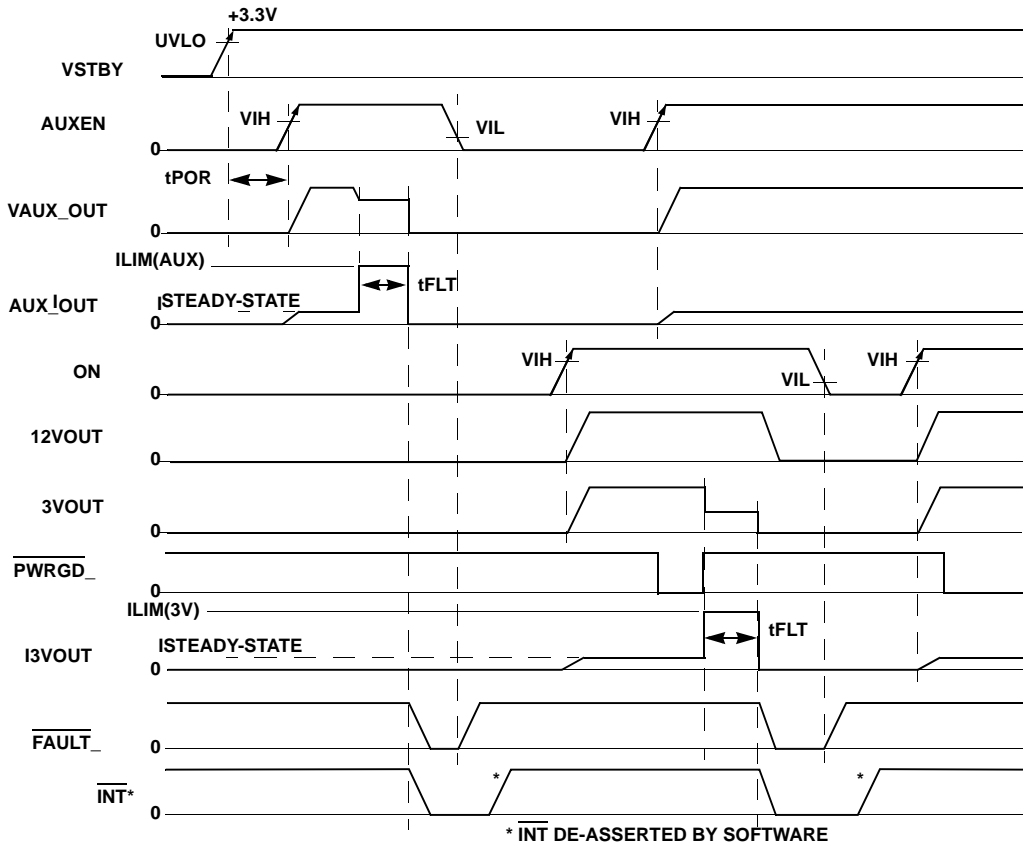 +3.3V
UVLO
VSTBY
AUXEN
VIH
VIL
VIH
0
tPOR
VAUX_OUT
0
ILIM(AUX)
tFLT
ISTEADY-STATE
AUX_IOUT
0
ON
VIH
VIL
VIH
0
12VOUT
0
3VOUT
0
PWRGD_
0
ILIM(3V)
tFLT
ISTEADY-STATE
I3VOUT
0
FAULT_
0
INT*
*
*
0
* INT DE-ASSERTED BY SOFTWARE